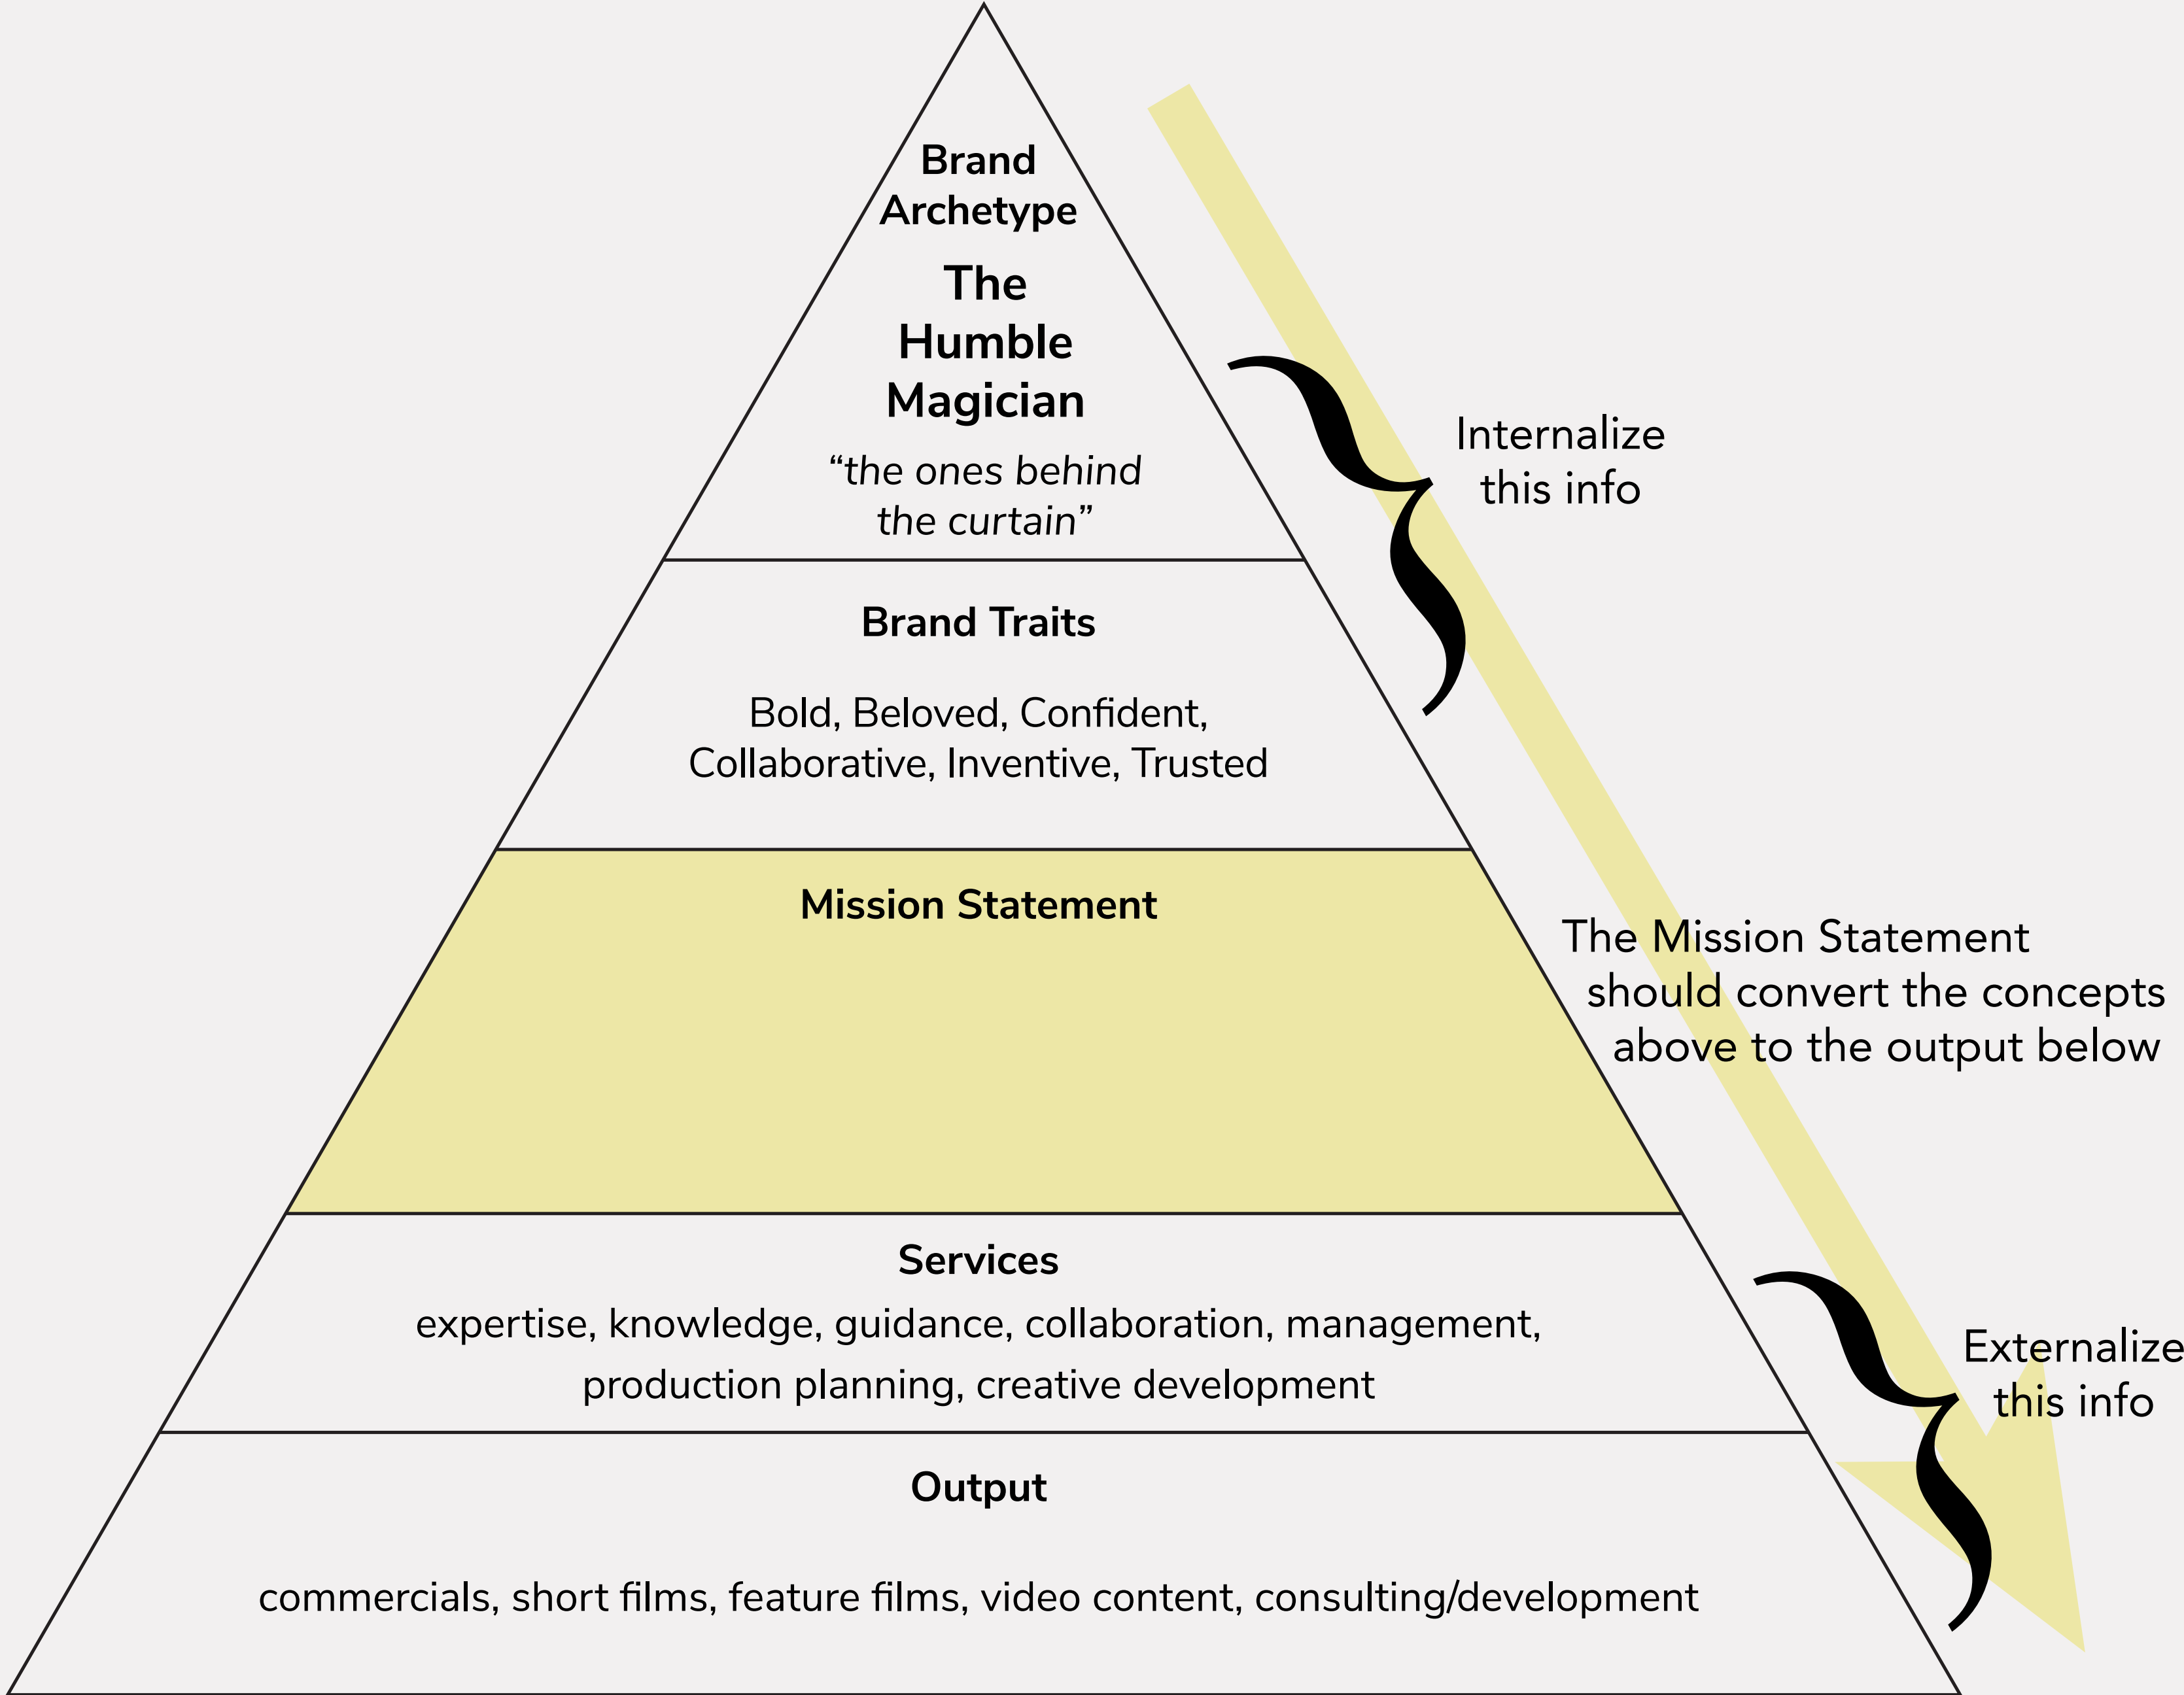 Brand
Archetype
The
Humble
Magician
“the ones behind
the curtain”
Internalize
this info
Brand Traits
Bold, Beloved, Confident,
Collaborative, Inventive, Trusted
Mission Statement
The Mission Statement
should convert the concepts
above to the output below
Services
expertise, knowledge, guidance, collaboration, management,
production planning, creative development
Externalize
this info
Output
commercials, short films, feature films, video content, consulting/development